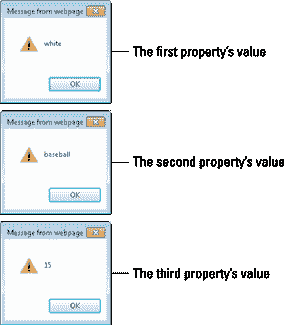 Message from webpage
white
OK
The first property's value
Message from webpage
baseball
OK
The second property's value
Message from webpage
15
OK
The third property's value